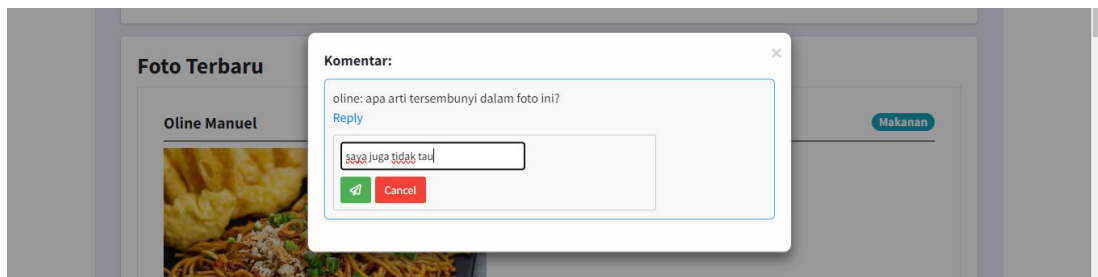 Foto Terbaru
Oline Manuel
Makanan
Komentar:
×
oline: apa arti tersembunyi dalam foto ini?
Reply
saya juga tidak tau
Cancel